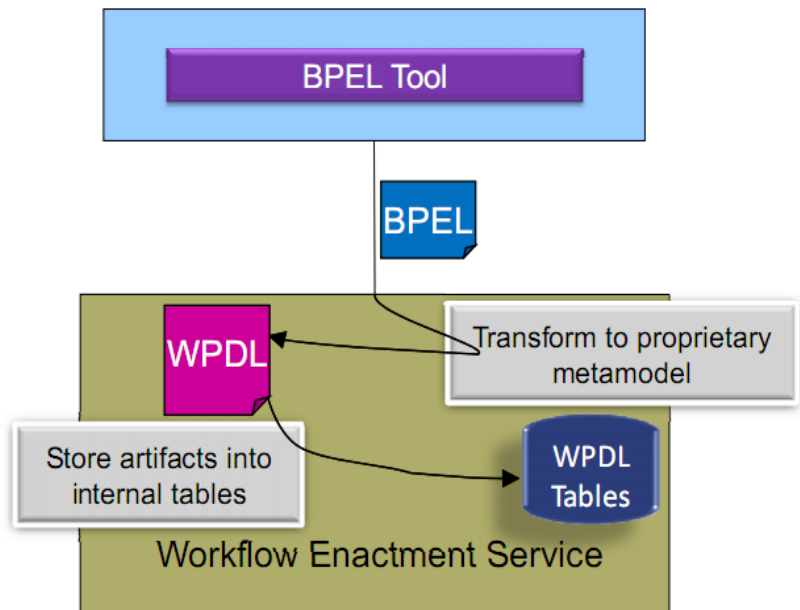 BPEL Tool
BPEL
WPDL
Transform to proprietary
metamodel
Store artifacts into
internal tables
WPDL
Tables
Workflow Enactment Service